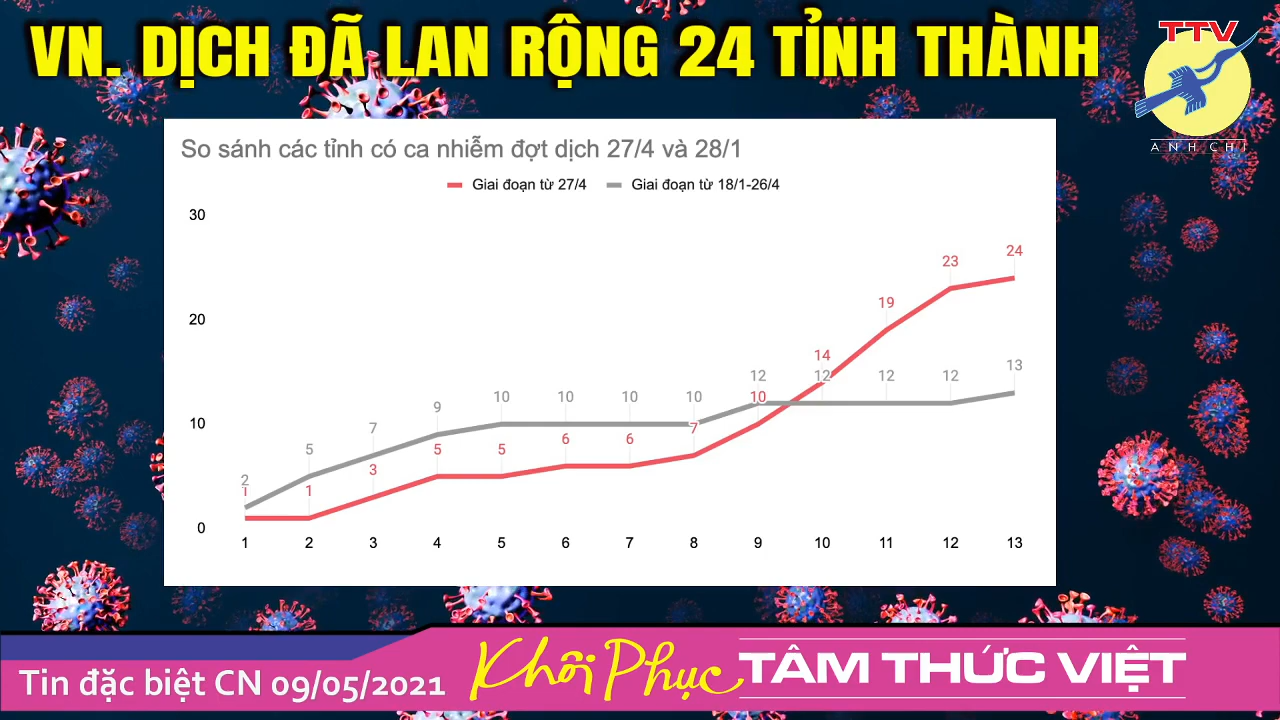 VN. DỊCH ĐÃ LAN RỘNG 24 TỈNH THÀNH
TTV
ANH CHI
So sánh các tỉnh có ca nhiễm đợt dịch 27/4 và 28/1
Giai đoạn từ 27/4 Giai đoạn từ 18/1-26/4
30
20
10
0
2 5 7 9 10 10 10 10 12 12 12 12 13
1 1 3 5 5 6 6 7 10 14 19 23 24
1 2 3 4 5 6 7 8 9 10 11 12 13
Tin đặc biệt CN 09/05/2021
Khôi Phục TÂM THỨC VIỆT